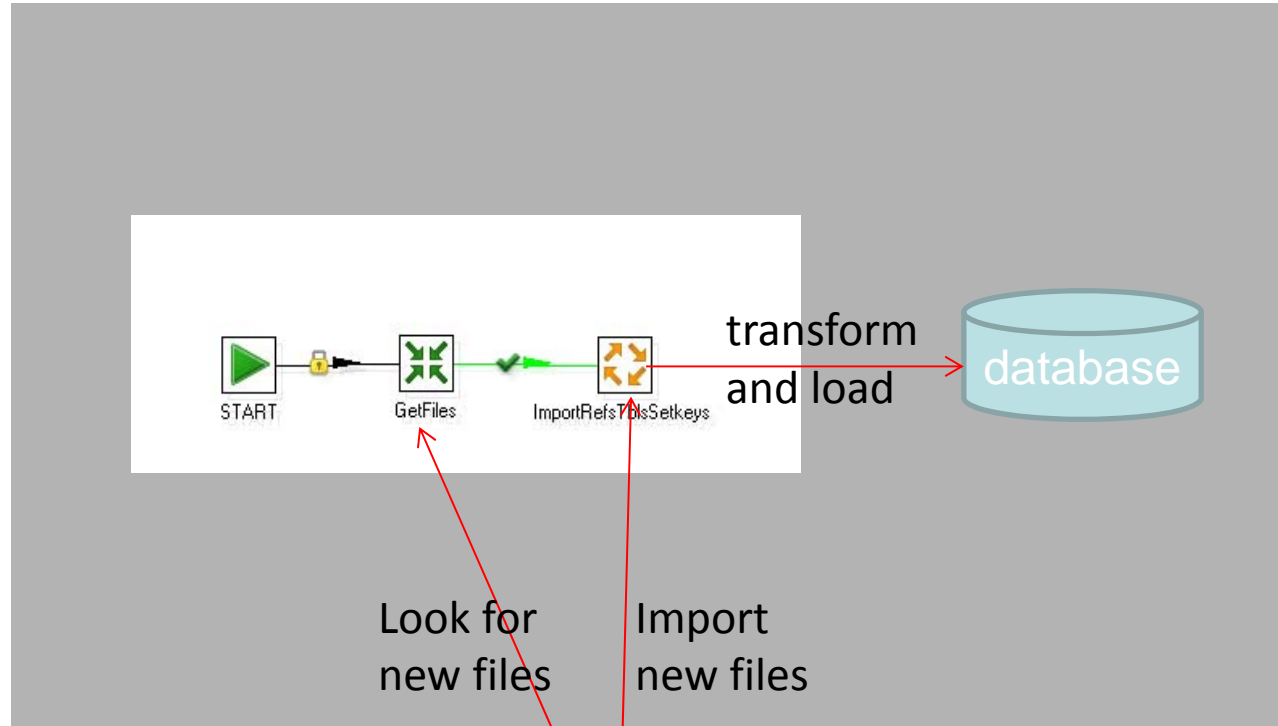 transform
and load
database
START
GetFiles
ImportRefsTblsSetkeys
Look for
new files
Import
new files